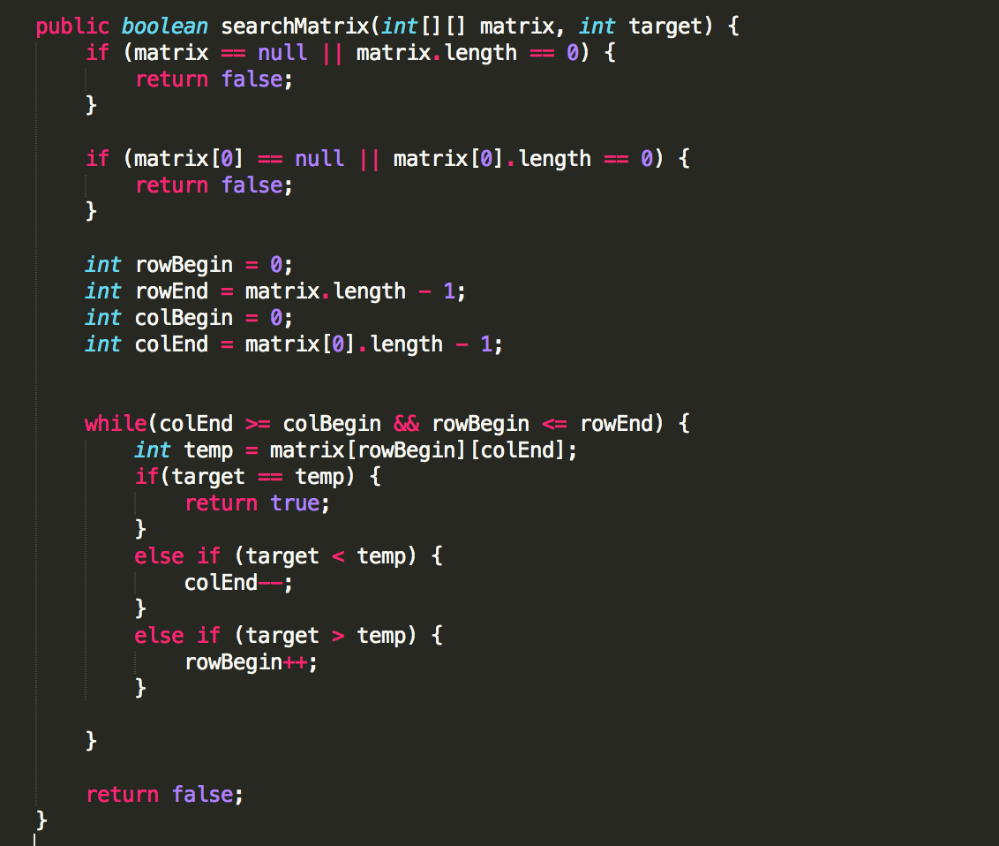 public boolean searchMatrix(int[][] matrix, int target) {
    if (matrix == null || matrix.length == 0) {
        return false;
    }

    if (matrix[0] == null || matrix[0].length == 0) {
        return false;
    }

    int rowBegin = 0;
    int rowEnd = matrix.length - 1;
    int colBegin = 0;
    int colEnd = matrix[0].length - 1;


    while(colEnd >= colBegin && rowBegin <= rowEnd) {
        int temp = matrix[rowBegin][colEnd];
        if(target == temp) {
            return true;
        }
        else if (target < temp) {
            colEnd--;
        }
        else if (target > temp) {
            rowBegin++;
        }

    }

    return false;
}